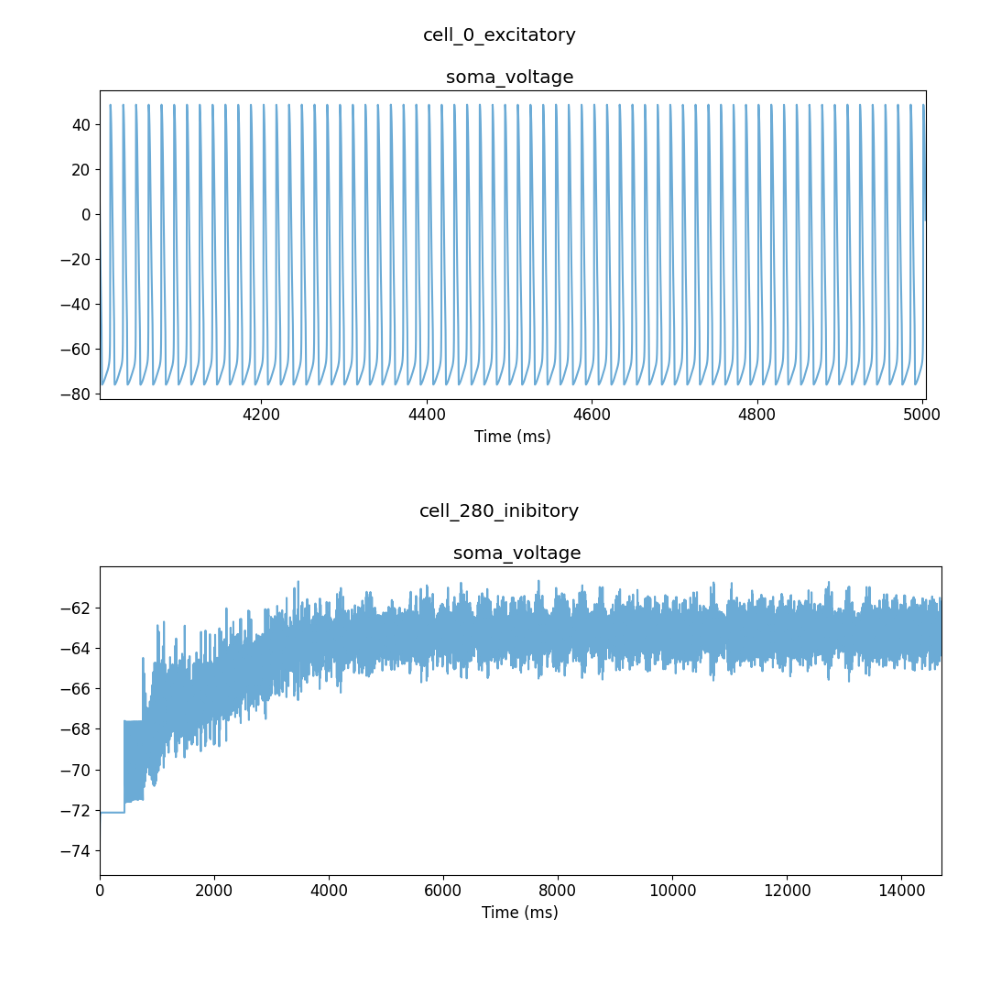 cell_0_excitatory
soma_voltage
40
20
0
−20
−40
−60
−80
4200 4400 4600 4800 5000
Time (ms)
cell_280_inibitory
soma_voltage
−62
−64
−66
−68
−70
−72
−74
0 2000 4000 6000 8000 10000 12000 14000
Time (ms)